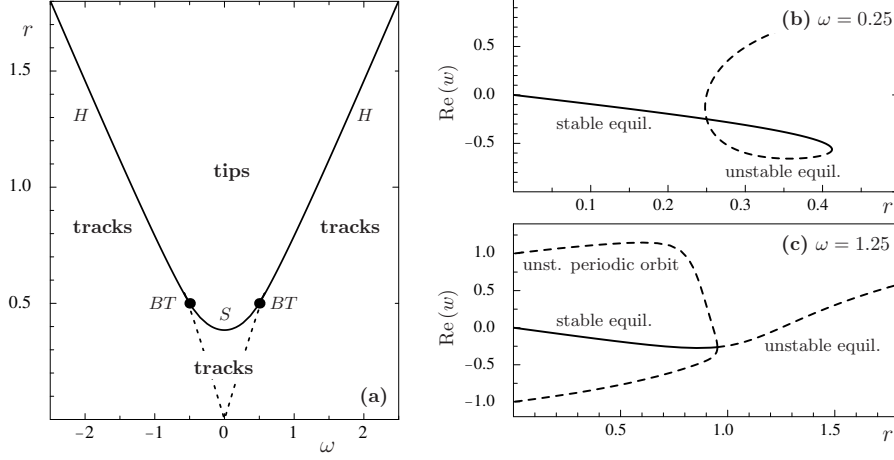 r
1.5
1.0
0.5
H
H
tips
tracks
tracks
BT
S
BT
tracks
(a)
−2
−1
0
1
2
ω
(b) ω = 0.25
Re (w)
0.5
0.0
−0.5
stable equil.
unstable equil.
0.1
0.2
0.3
0.4
r
(c) ω = 1.25
Re (w)
1.0
0.5
0.0
−0.5
−1.0
unst. periodic orbit
stable equil.
unstable equil.
0.5
1.0
1.5
r